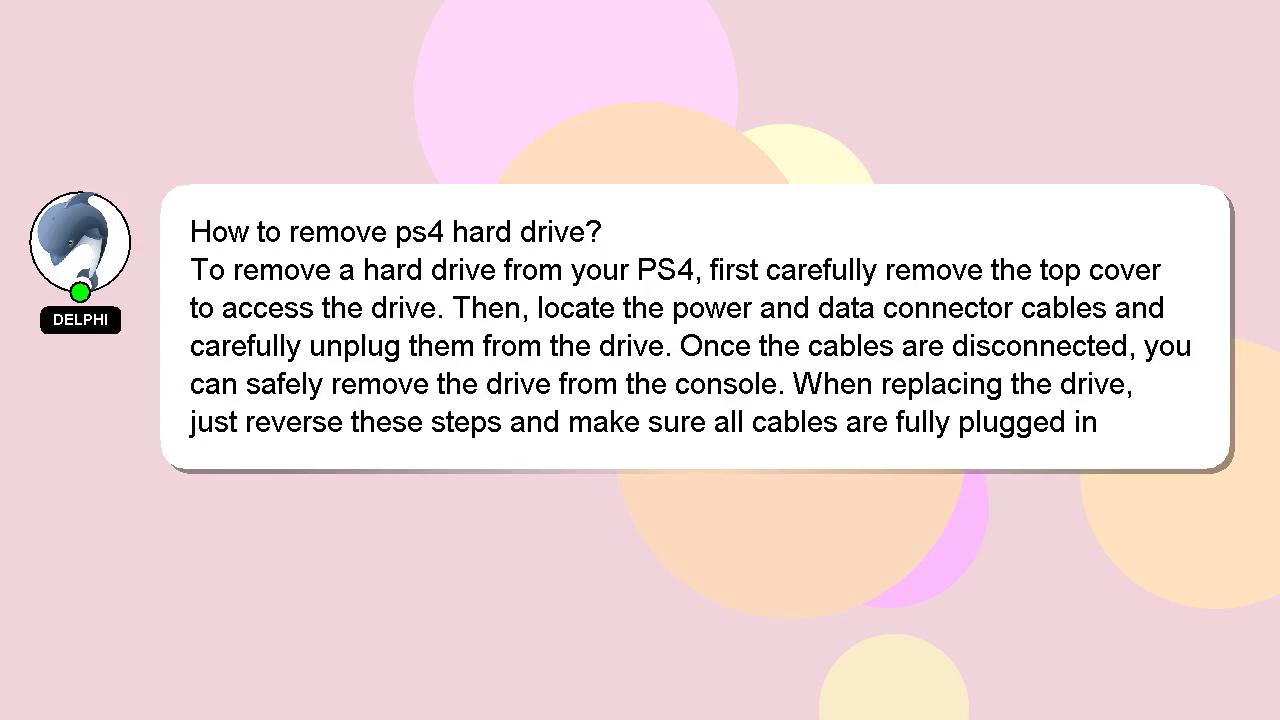 How to remove ps4 hard drive?
To remove a hard drive from your PS4, first carefully remove the top cover
to access the drive. Then, locate the power and data connector cables and
carefully unplug them from the drive. Once the cables are disconnected, you
can safely remove the drive from the console. When replacing the drive,
just reverse these steps and make sure all cables are fully plugged in
DELPHI